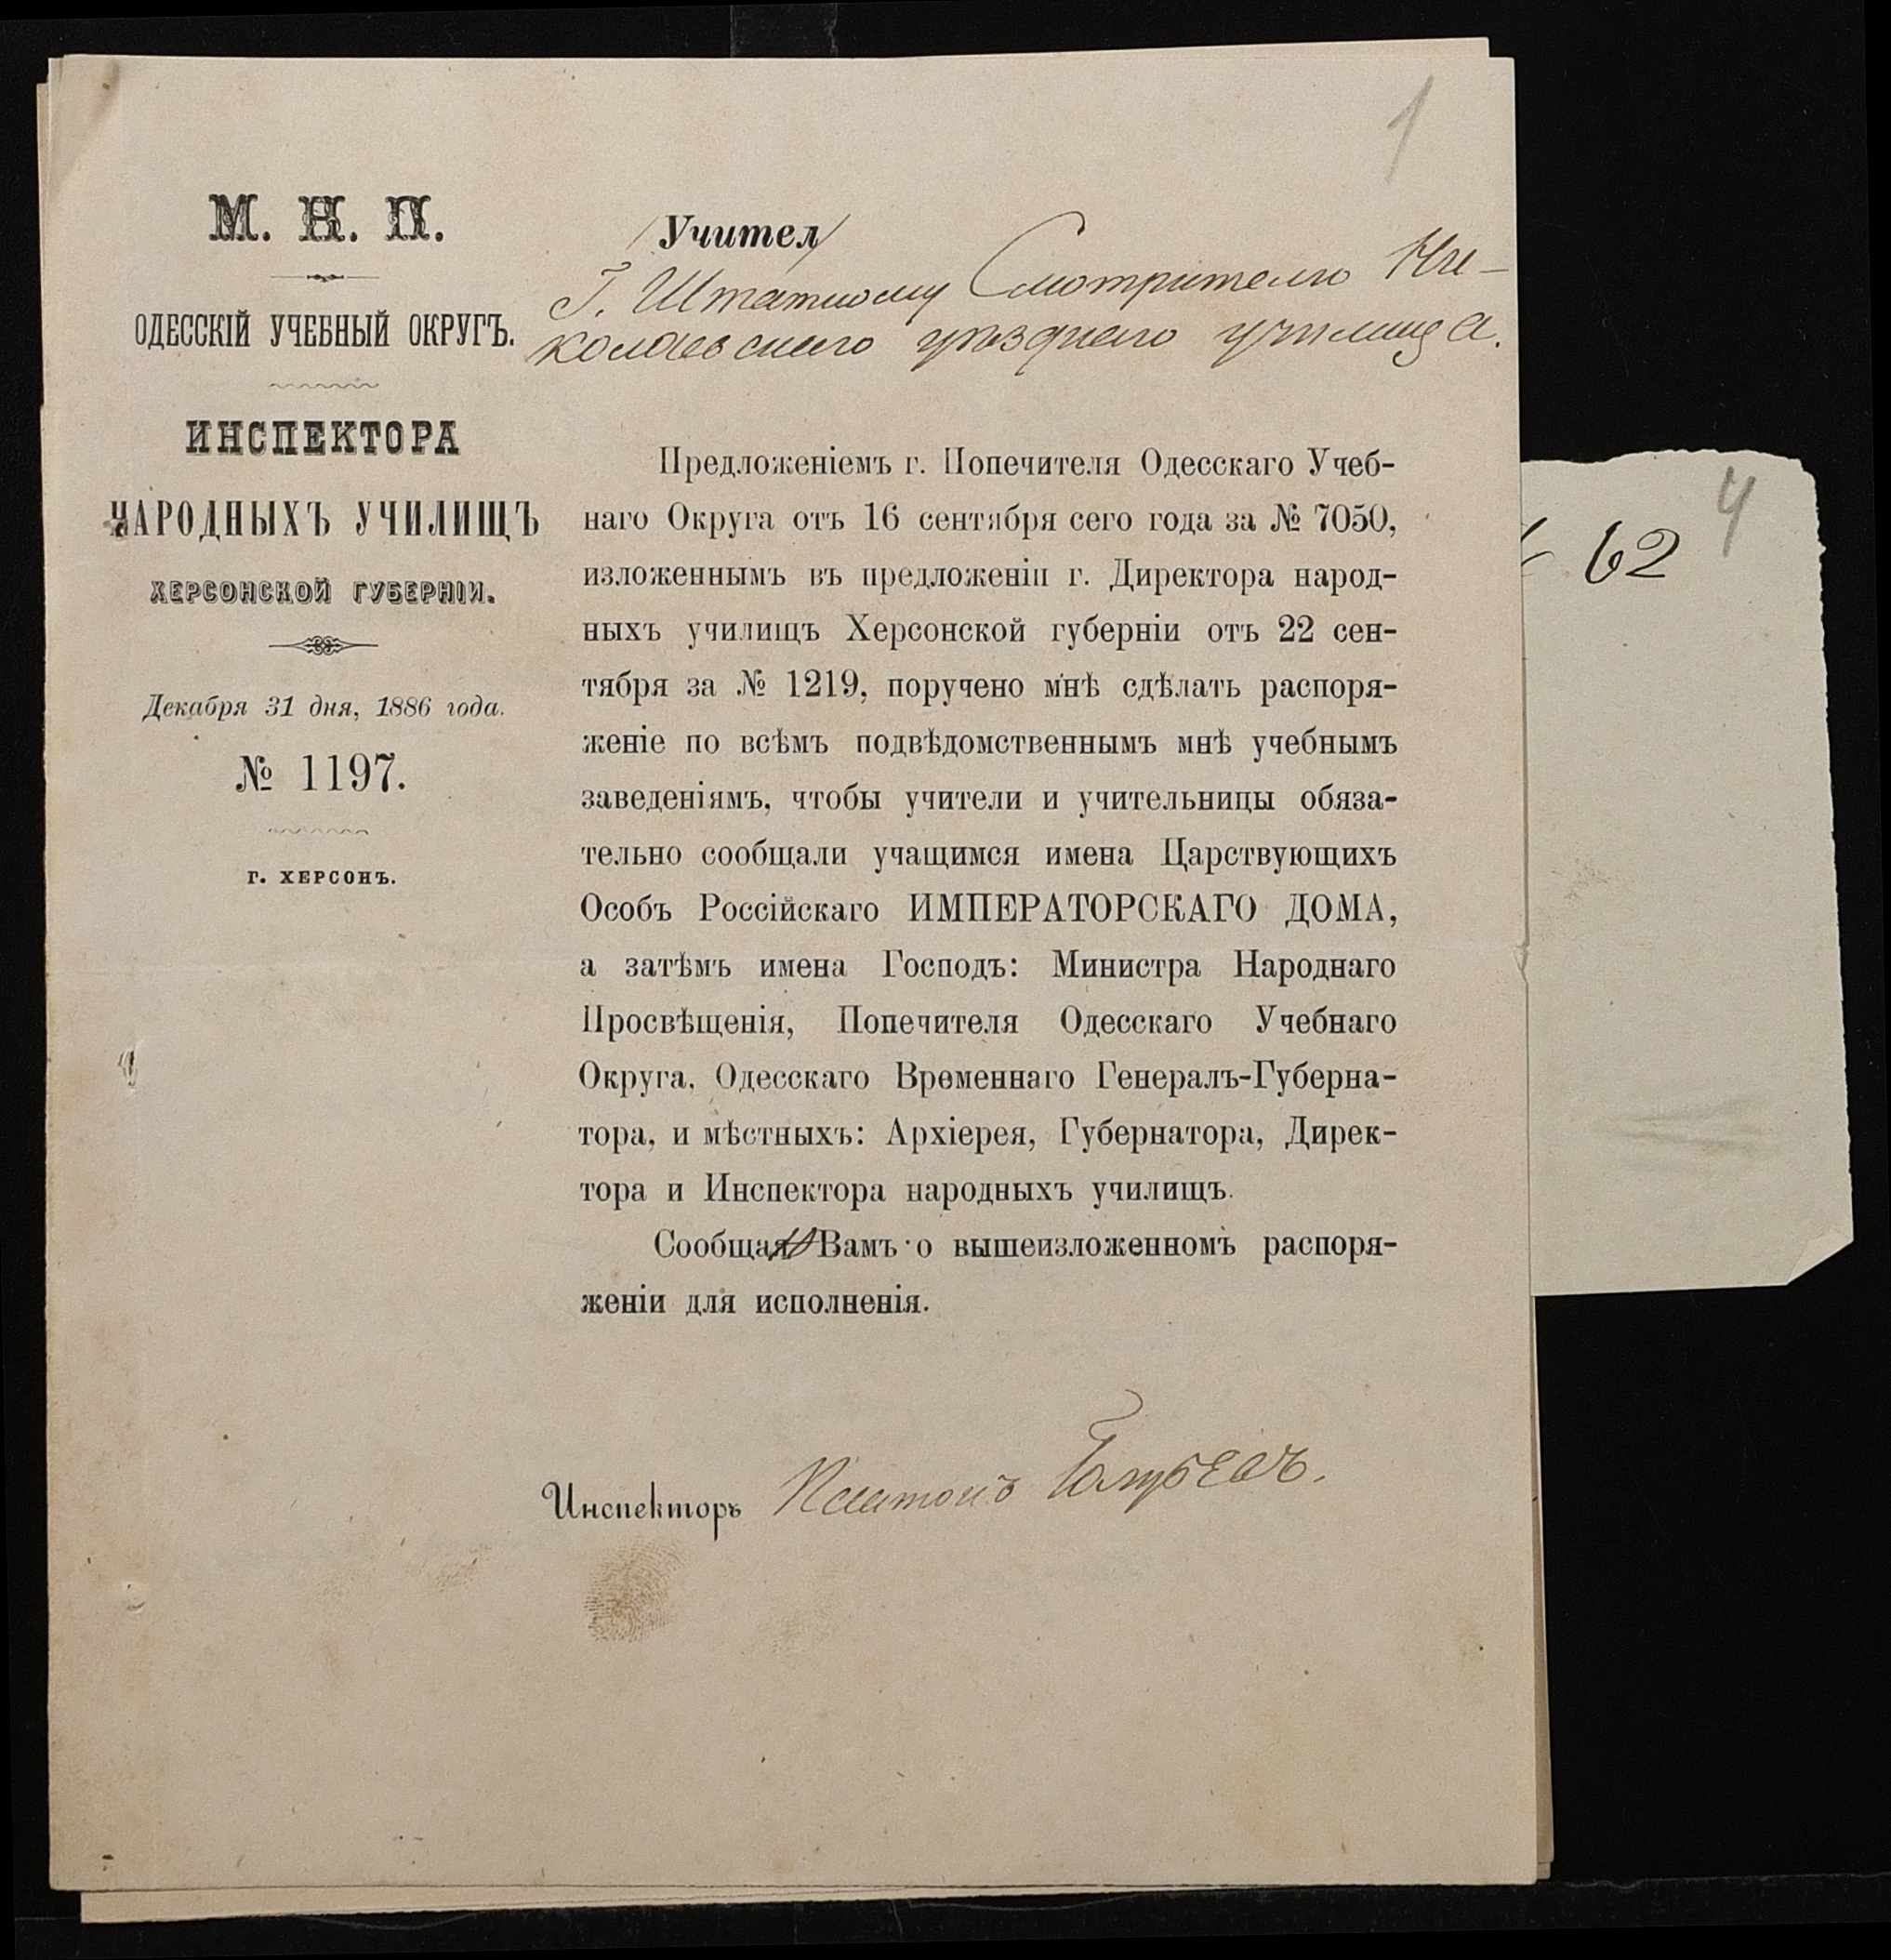 1
М. Н. П.
ОДЕССКІЙ УЧЕБНЫЙ ОКРУГЪ.
ИНСПЕКТОРА
НАРОДНЫХЪ УЧИЛИЩЪ
ХЕРСОНСКОЙ ГУБЕРНІИ.
Декабря 31 дня, 1886 года.
№ 1197.
г. ХЕРСОНЪ.
Учител
Г. Штатному Смотрителю Ни-
колаевскаго уѣзднаго училища.
Предложеніемъ г. Попечителя Одесскаго Учеб-
наго Округа отъ 16 сентября сего года за № 7050,
изложеннымъ въ предложеніи г. Директора народ-
ныхъ училищъ Херсонской губерніи отъ 22 сен-
тября за № 1219, поручено мнѣ сдѣлать распоря-
женіе по всѣмъ подвѣдомственнымъ мнѣ учебнымъ
заведеніямъ, чтобы учители и учительницы обяза-
тельно сообщали учащимся имена Царствующихъ
Особъ Россійскаго ИМПЕРАТОРСКАГО ДОМА,
а затѣмъ имена Господъ: Министра Народнаго
Просвѣщенія, Попечителя Одесскаго Учебнаго
Округа, Одесскаго Временнаго Генералъ-Губерна-
тора, и мѣстныхъ: Архіерея, Губернатора, Дирек-
тора и Инспектора народныхъ училищъ.
Сообщаю Вамъ о вышеизложенномъ распоря-
женіи для исполненія.
Инспекторъ Платонъ
4
62